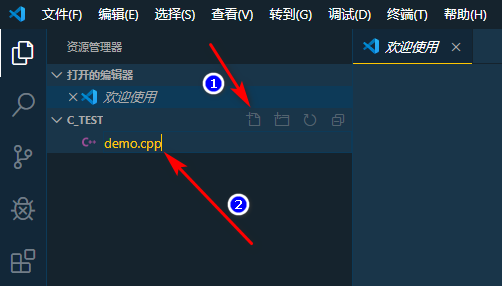 文件(F) 编辑(E) 选择(S) 查看(V) 转到(G) 调试(D) 终端(T) 帮助(H)
资源管理器
欢迎使用
打开的编辑器
欢迎使用
1
C_TEST
C++ demo.cpp
2